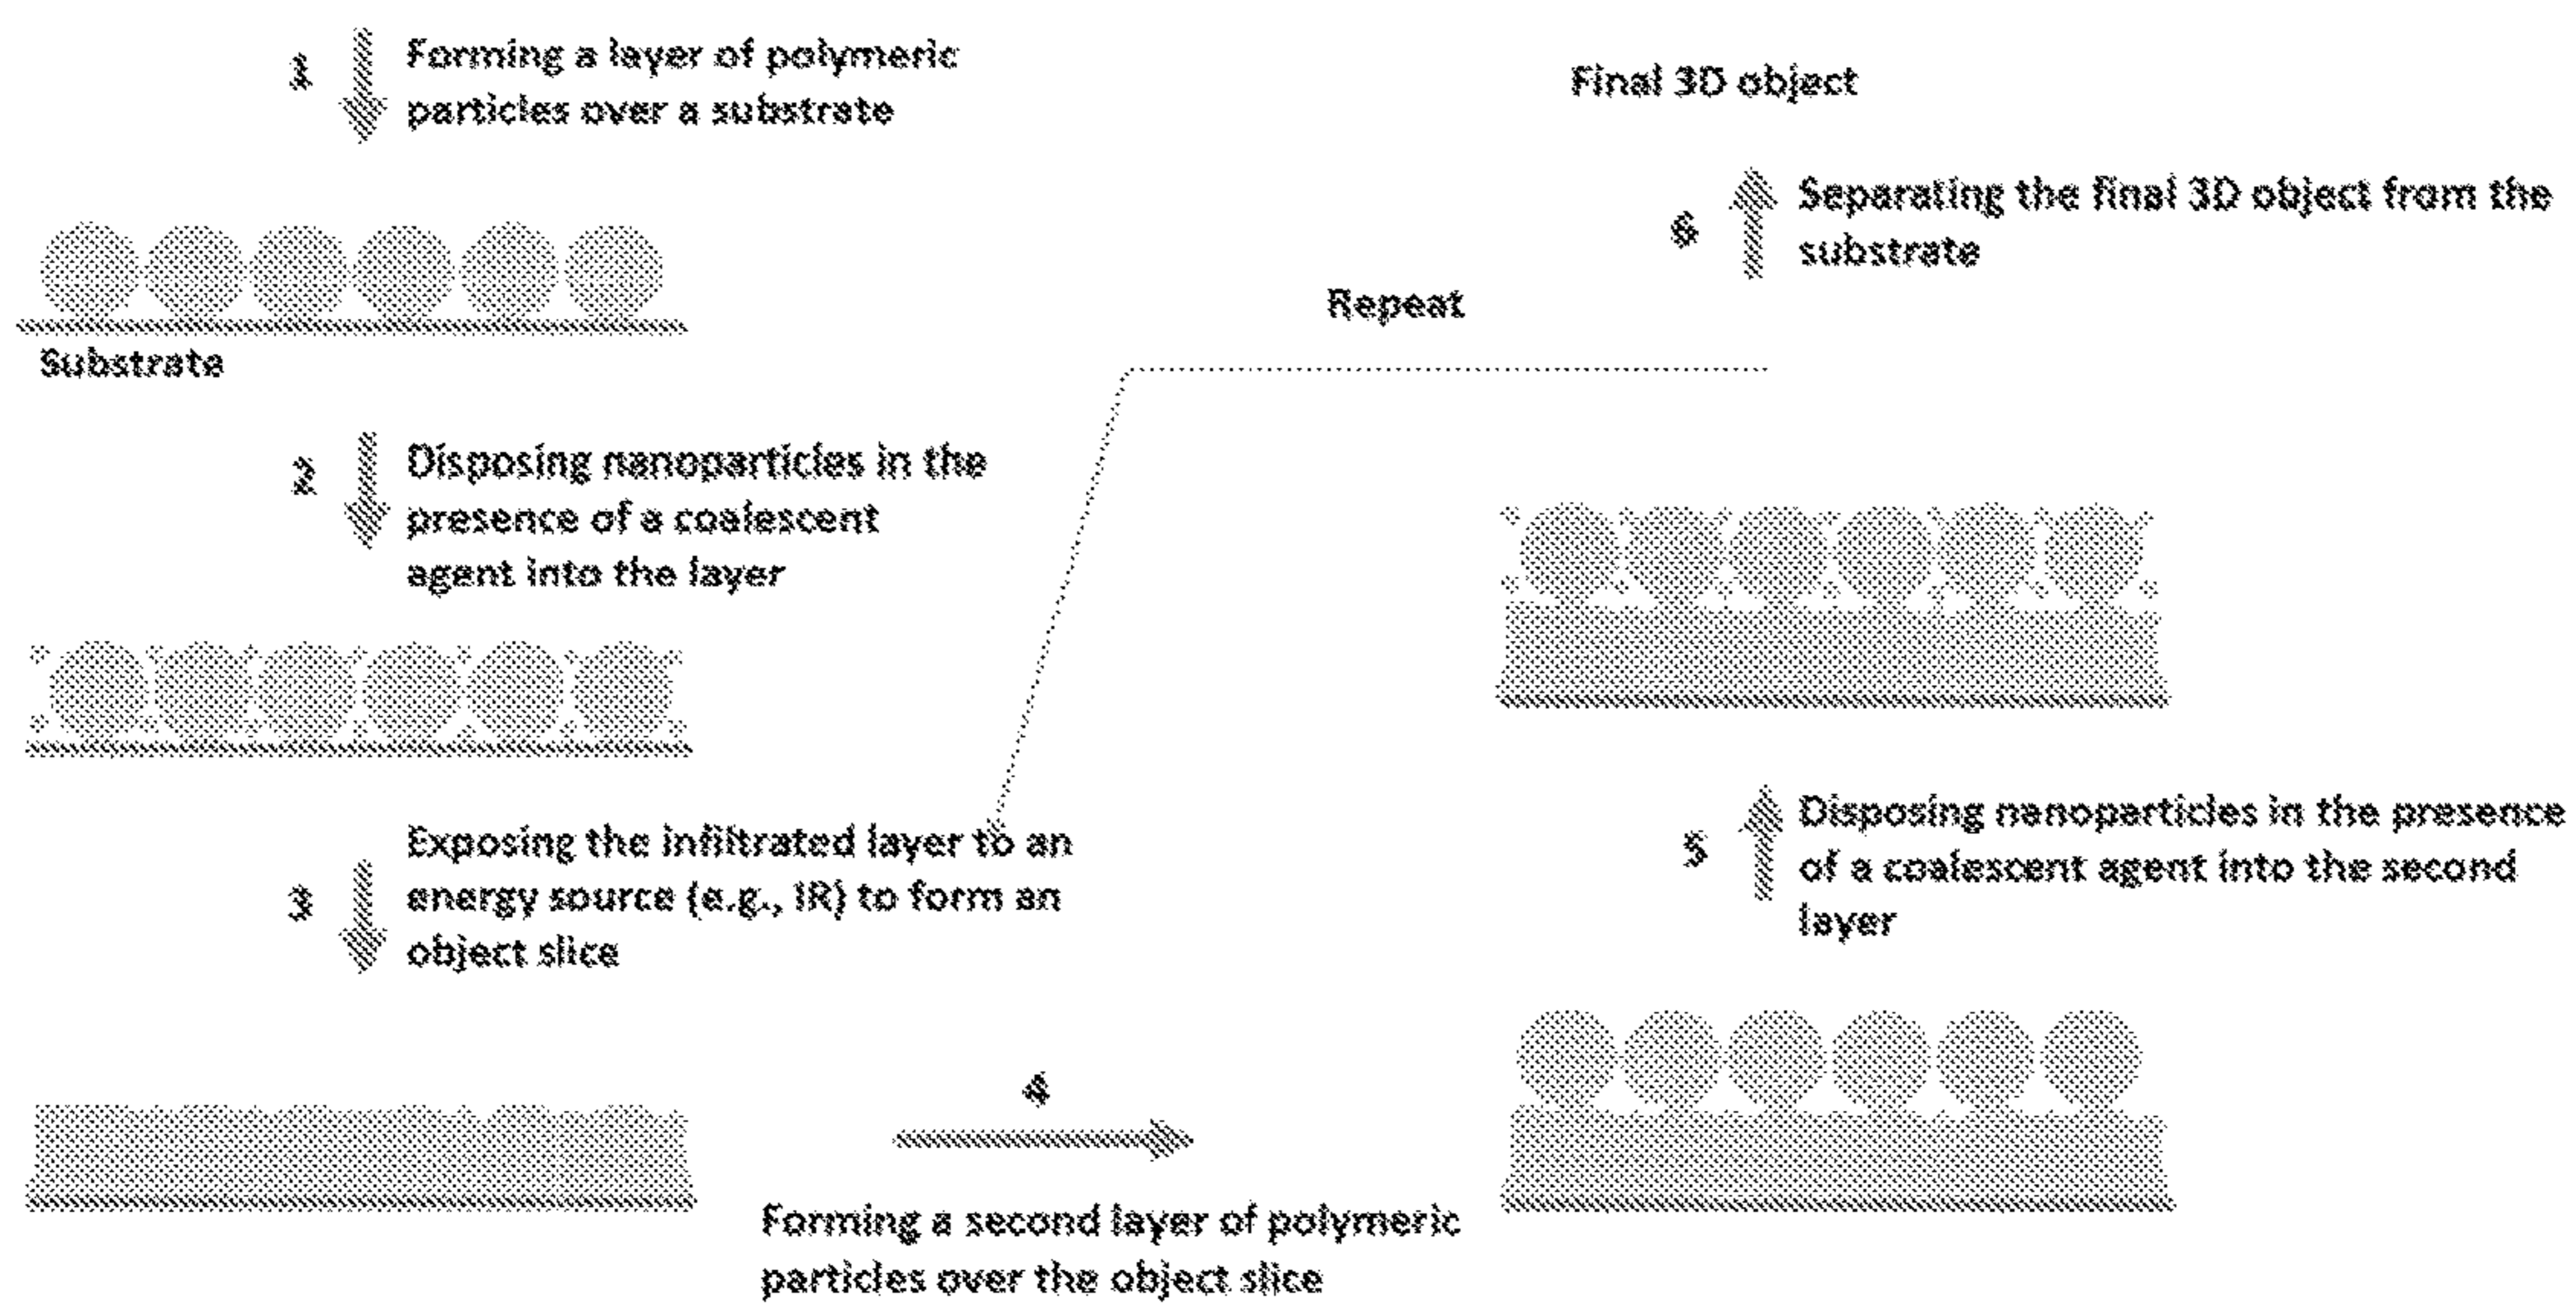 1
Forming a layer of polymeric
particles over a substrate
Substrate
2
Disposing nanoparticles in the
presence of a coalescent
agent into the layer
3
Exposing the infiltrated layer to an
energy source (e.g., IR) to form an
object slice
4
Forming a second layer of polymeric
particles over the object slice
5
Disposing nanoparticles in the presence
of a coalescent agent into the second
layer
Repeat
6
Separating the final 3D object from the
substrate
Final 3D object